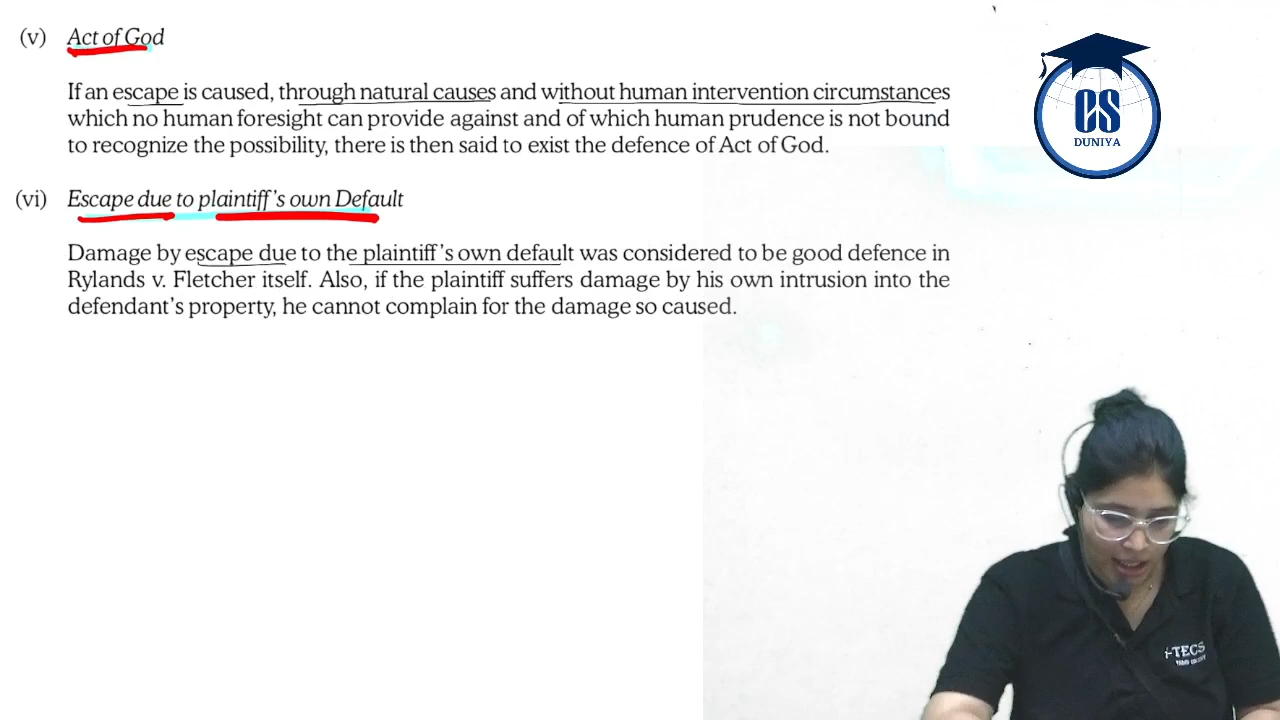 (v) Act of God
If an escape is caused, through natural causes and without human intervention circumstances
which no human foresight can provide against and of which human prudence is not bound
to recognize the possibility, there is then said to exist the defence of Act of God.
(vi) Escape due to plaintiff's own Default
Damage by escape due to the plaintiff's own default was considered to be good defence in
Rylands v. Fletcher itself. Also, if the plaintiff suffers damage by his own intrusion into the
defendant's property, he cannot complain for the damage so caused.
CS
DUNIYA
i-TECS